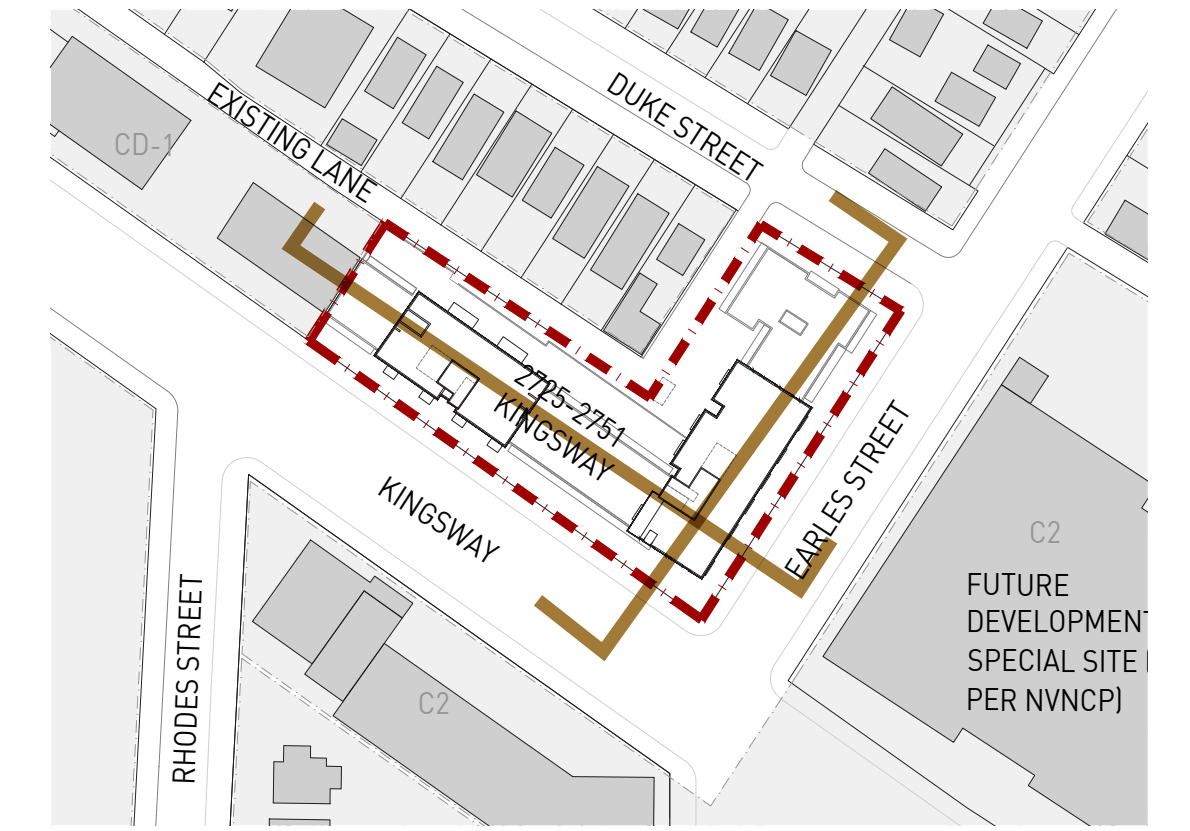 DUKE STREET
EXISTING LANE
CD-1
2725-2751
KINGSWAY
KINGSWAY
EARLES STREET
C2
FUTURE
DEVELOPMENT
SPECIAL SITE
PER NVNCP)
RHODES STREET
C2